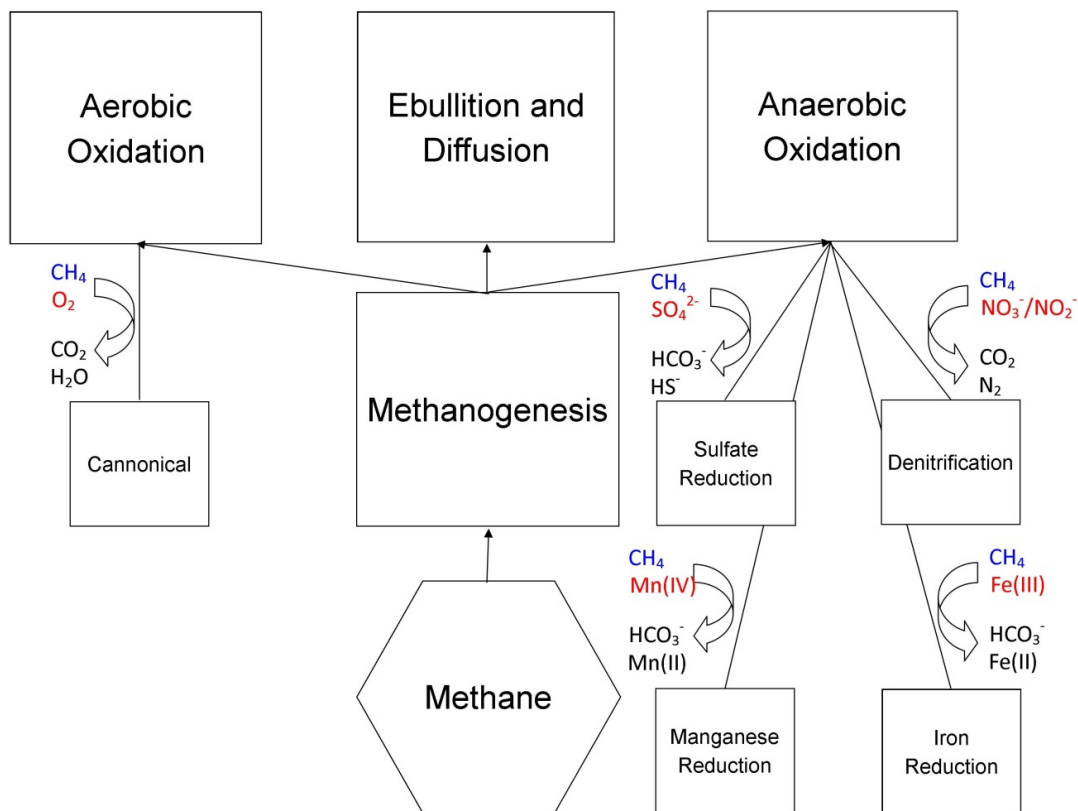 Aerobic
Oxidation
Ebullition and
Diffusion
Anaerobic
Oxidation
CH₄
O₂
CO₂
H₂O
CH₄
SO₄²⁻
HCO₃⁻
HS⁻
CH₄
NO₃⁻/NO₂⁻
CO₂
N₂
Methanogenesis
Cannonical
Sulfate
Reduction
Denitrification
CH₄
Mn(IV)
HCO₃⁻
Mn(II)
CH₄
Fe(III)
HCO₃⁻
Fe(II)
Methane
Manganese
Reduction
Iron
Reduction